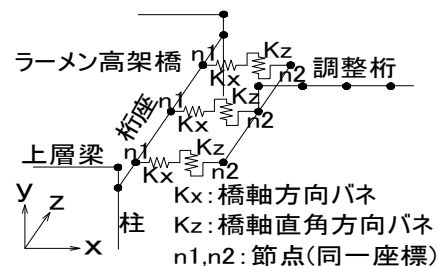 ラーメン高架橋
n1
Kz
Kx
n2
調整桁
n1
Kz
Kx
n2
桁座
上層梁
n1
Kz
Kx
n2
柱
y
z
x
Kx:橋軸方向バネ
Kz:橋軸直角方向バネ
n1,n2:節点(同一座標)